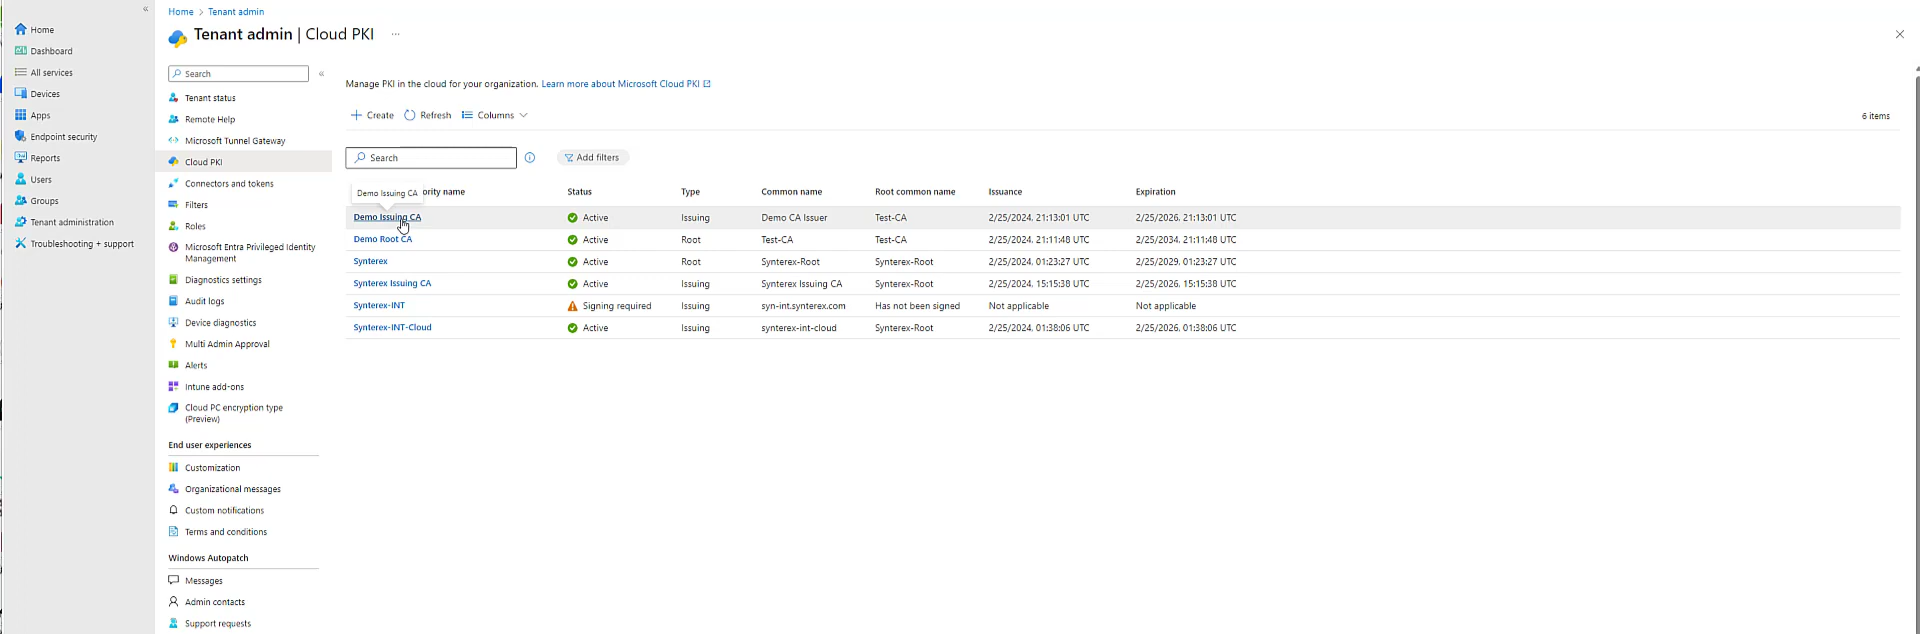 Home > Tenant admin
Tenant admin | Cloud PKI ...
Home
Dashboard
All services
Devices
Apps
Endpoint security
Reports
Users
Groups
Tenant administration
Troubleshooting + support
Search
Tenant status
Remote Help
Microsoft Tunnel Gateway
Cloud PKI
Connectors and tokens
Filters
Roles
Microsoft Entra Privileged Identity
Management
Diagnostics settings
Audit logs
Device diagnostics
Multi Admin Approval
Alerts
Intune add-ons
Cloud PC encryption type
(Preview)
End user experiences
Customization
Organizational messages
Custom notifications
Terms and conditions
Windows Autopatch
Messages
Admin contacts
Support requests
Manage PKI in the cloud for your organization. Learn more about Microsoft Cloud PKI
Create Refresh Columns 6 items
Search Add filters
Demo Issuing CA
name Status Type Common name Root common name Issuance Expiration
Demo Issuing CA Active Issuing Demo CA Issuer Test-CA 2/25/2024, 21:13:01 UTC 2/25/2026, 21:13:01 UTC
Demo Root CA Active Root Test-CA Test-CA 2/25/2024, 21:11:48 UTC 2/25/2034, 21:11:48 UTC
Synterex Active Root Synterex-Root Synterex-Root 2/25/2024, 01:23:27 UTC 2/25/2029, 01:23:27 UTC
Synterex Issuing CA Active Issuing Synterex Issuing CA Synterex-Root 2/25/2024, 15:15:38 UTC 2/25/2026, 15:15:38 UTC
Synterex-INT Signing required Issuing syn-int.synterex.com Has not been signed Not applicable Not applicable
Synterex-INT-Cloud Active Issuing synterex-int-cloud Synterex-Root 2/25/2024, 01:38:06 UTC 2/25/2026, 01:38:06 UTC